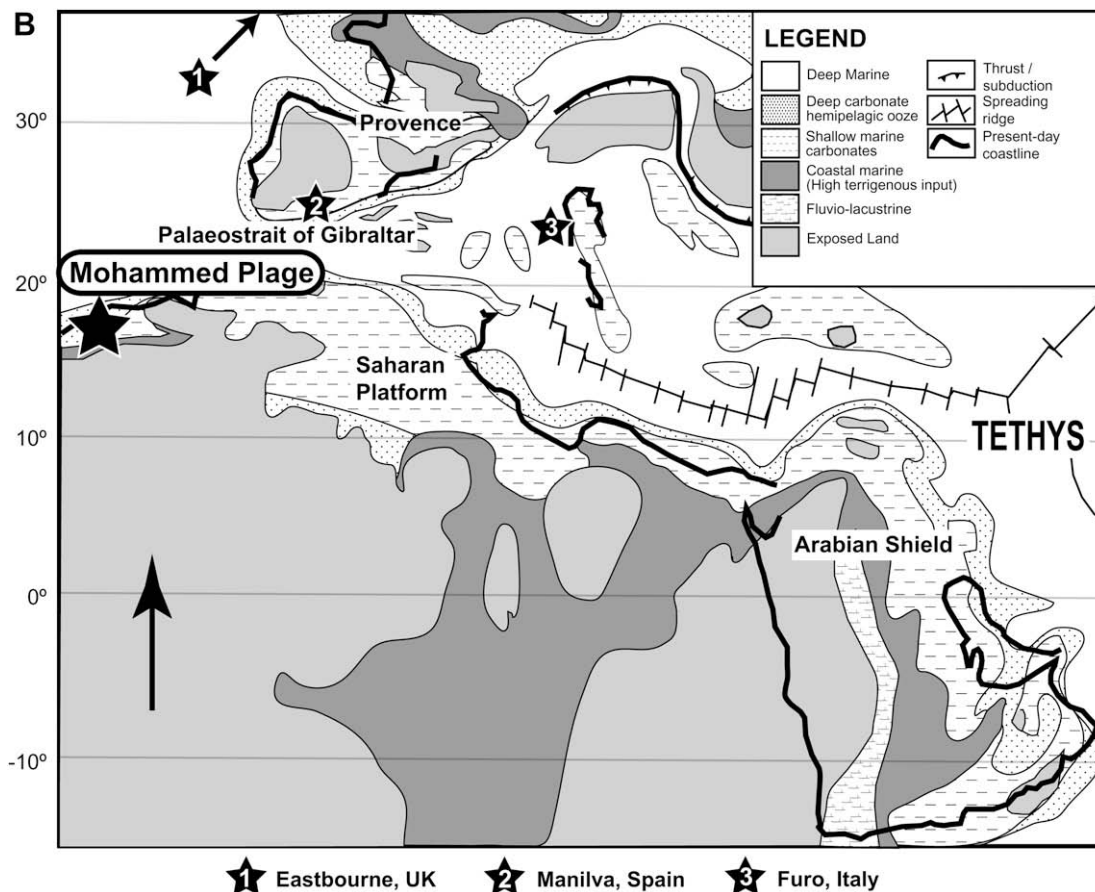 B
LEGEND
Deep Marine
Deep carbonate
hemipelagic ooze
Shallow marine
carbonates
Coastal marine
(High terrigenous input)
Fluvio-lacustrine
Exposed Land
Thrust /
subduction
Spreading
ridge
Present-day
coastline
1
30º
Provence
2
3
Palaeostrait of Gibraltar
20º
Mohammed Plage
Saharan
Platform
10º
TETHYS
Arabian Shield
0º
-10º
1 Eastbourne, UK
2 Manilva, Spain
3 Furo, Italy